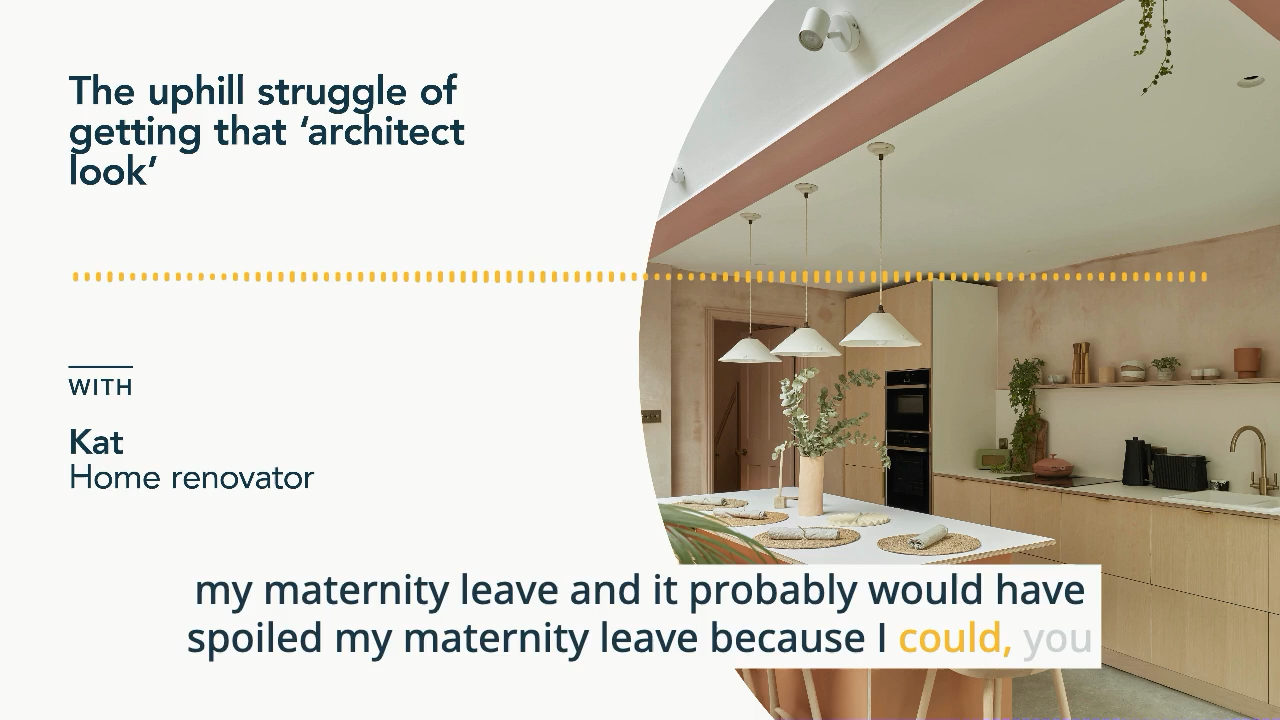 The uphill struggle of
getting that ‘architect
look’
WITH
Kat
Home renovator
my maternity leave and it probably would have
spoiled my maternity leave because I could, you